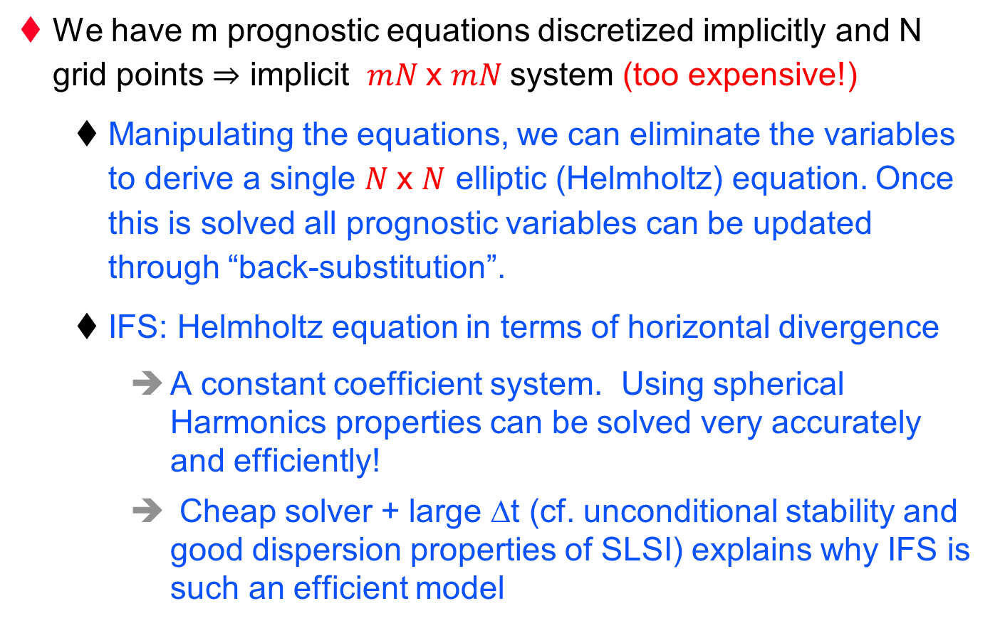 We have m prognostic equations discretized implicitly and N
grid points ⇒ implicit mN x mN system (too expensive!)
Manipulating the equations, we can eliminate the variables
to derive a single N x N elliptic (Helmholtz) equation. Once
this is solved all prognostic variables can be updated
through “back-substitution”.
IFS: Helmholtz equation in terms of horizontal divergence
➔ A constant coefficient system. Using spherical
Harmonics properties can be solved very accurately
and efficiently!
➔ Cheap solver + large Δt (cf. unconditional stability and
good dispersion properties of SLSI) explains why IFS is
such an efficient model